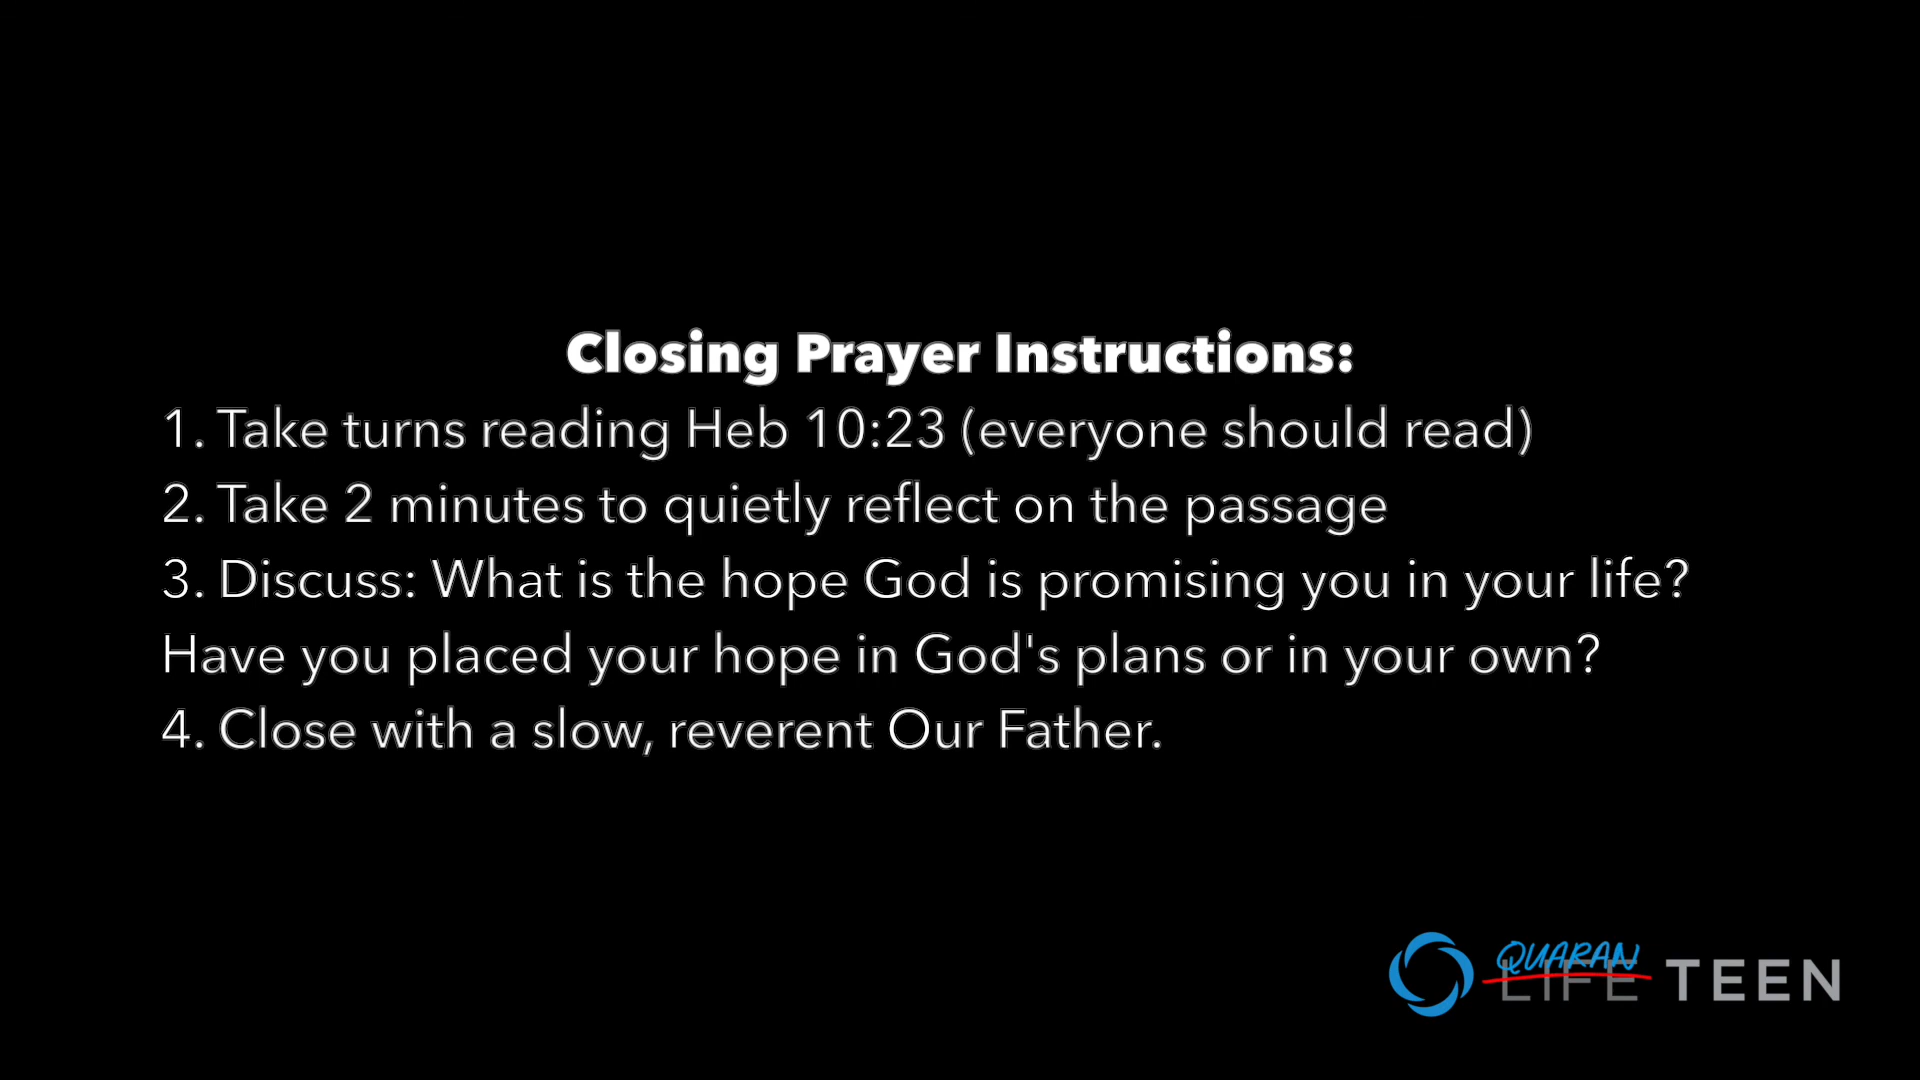 Closing Prayer Instructions:
1. Take turns reading Heb 10:23 (everyone should read)
2. Take 2 minutes to quietly reflect on the passage
3. Discuss: What is the hope God is promising you in your life?
Have you placed your hope in God's plans or in your own?
4. Close with a slow, reverent Our Father.
QUARAN
LIFE TEEN